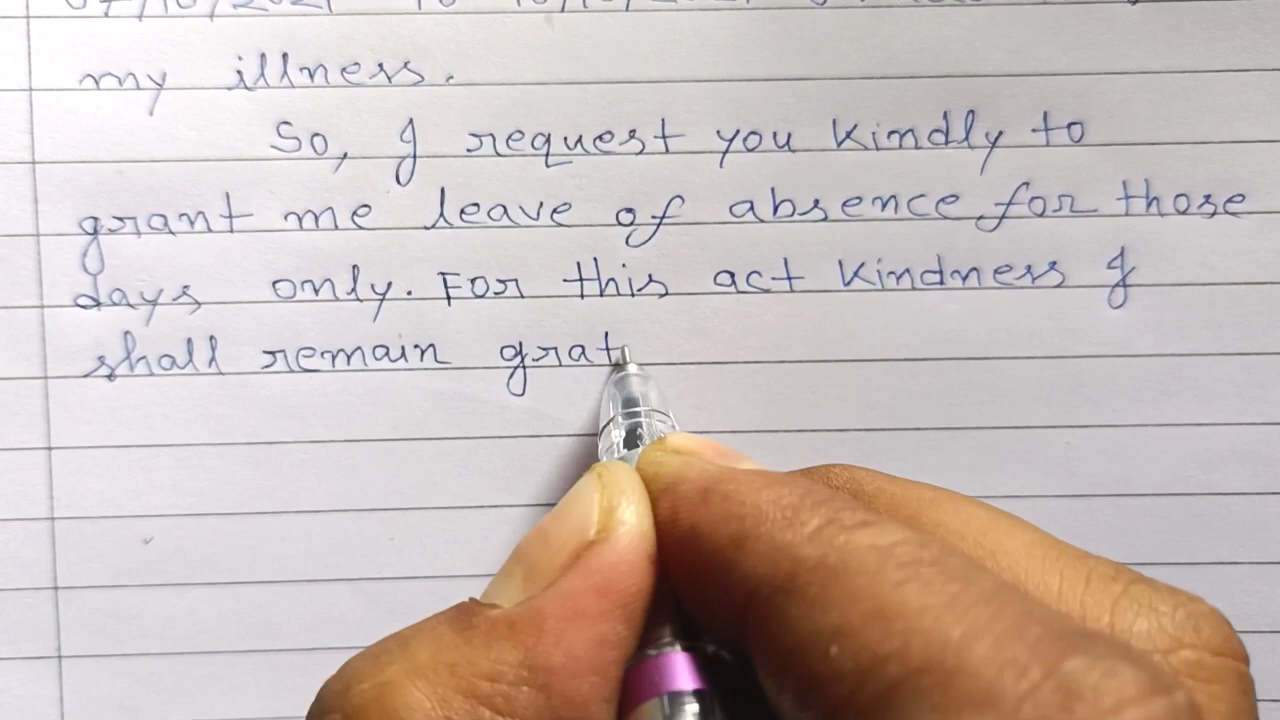 my illness.
So, I request you kindly to
grant me leave of absence for those
days only. For this act kindness I
shall remain grat